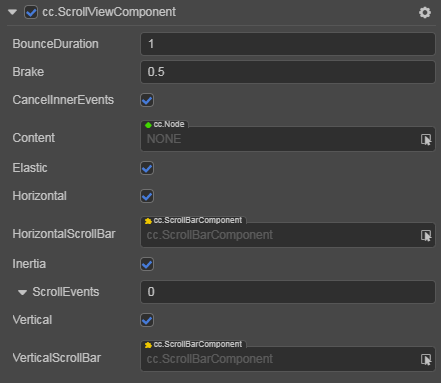 cc.ScrollViewComponent
BounceDuration 1
Brake 0.5
CancelInnerEvents
cc.Node
Content NONE
Elastic
Horizontal
cc.ScrollBarComponent
HorizontalScrollBar cc.ScrollBarComponent
Inertia
ScrollEvents 0
Vertical
cc.ScrollBarComponent
VerticalScrollBar cc.ScrollBarComponent